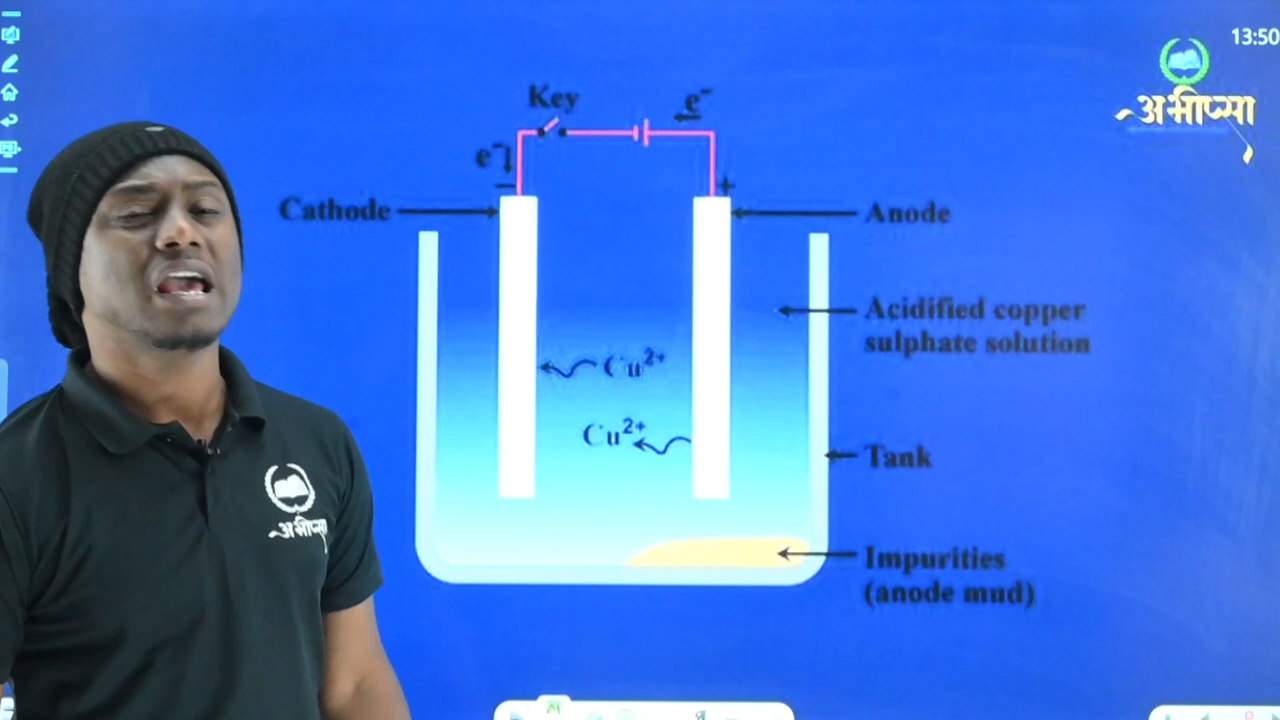 13:50
अभीप्सा
Key
e⁻
e⁻
−
+
Cathode
Anode
Acidified copper
sulphate solution
Cu²⁺
Cu²⁺
Tank
Impurities
(anode mud)
अभीप्सा